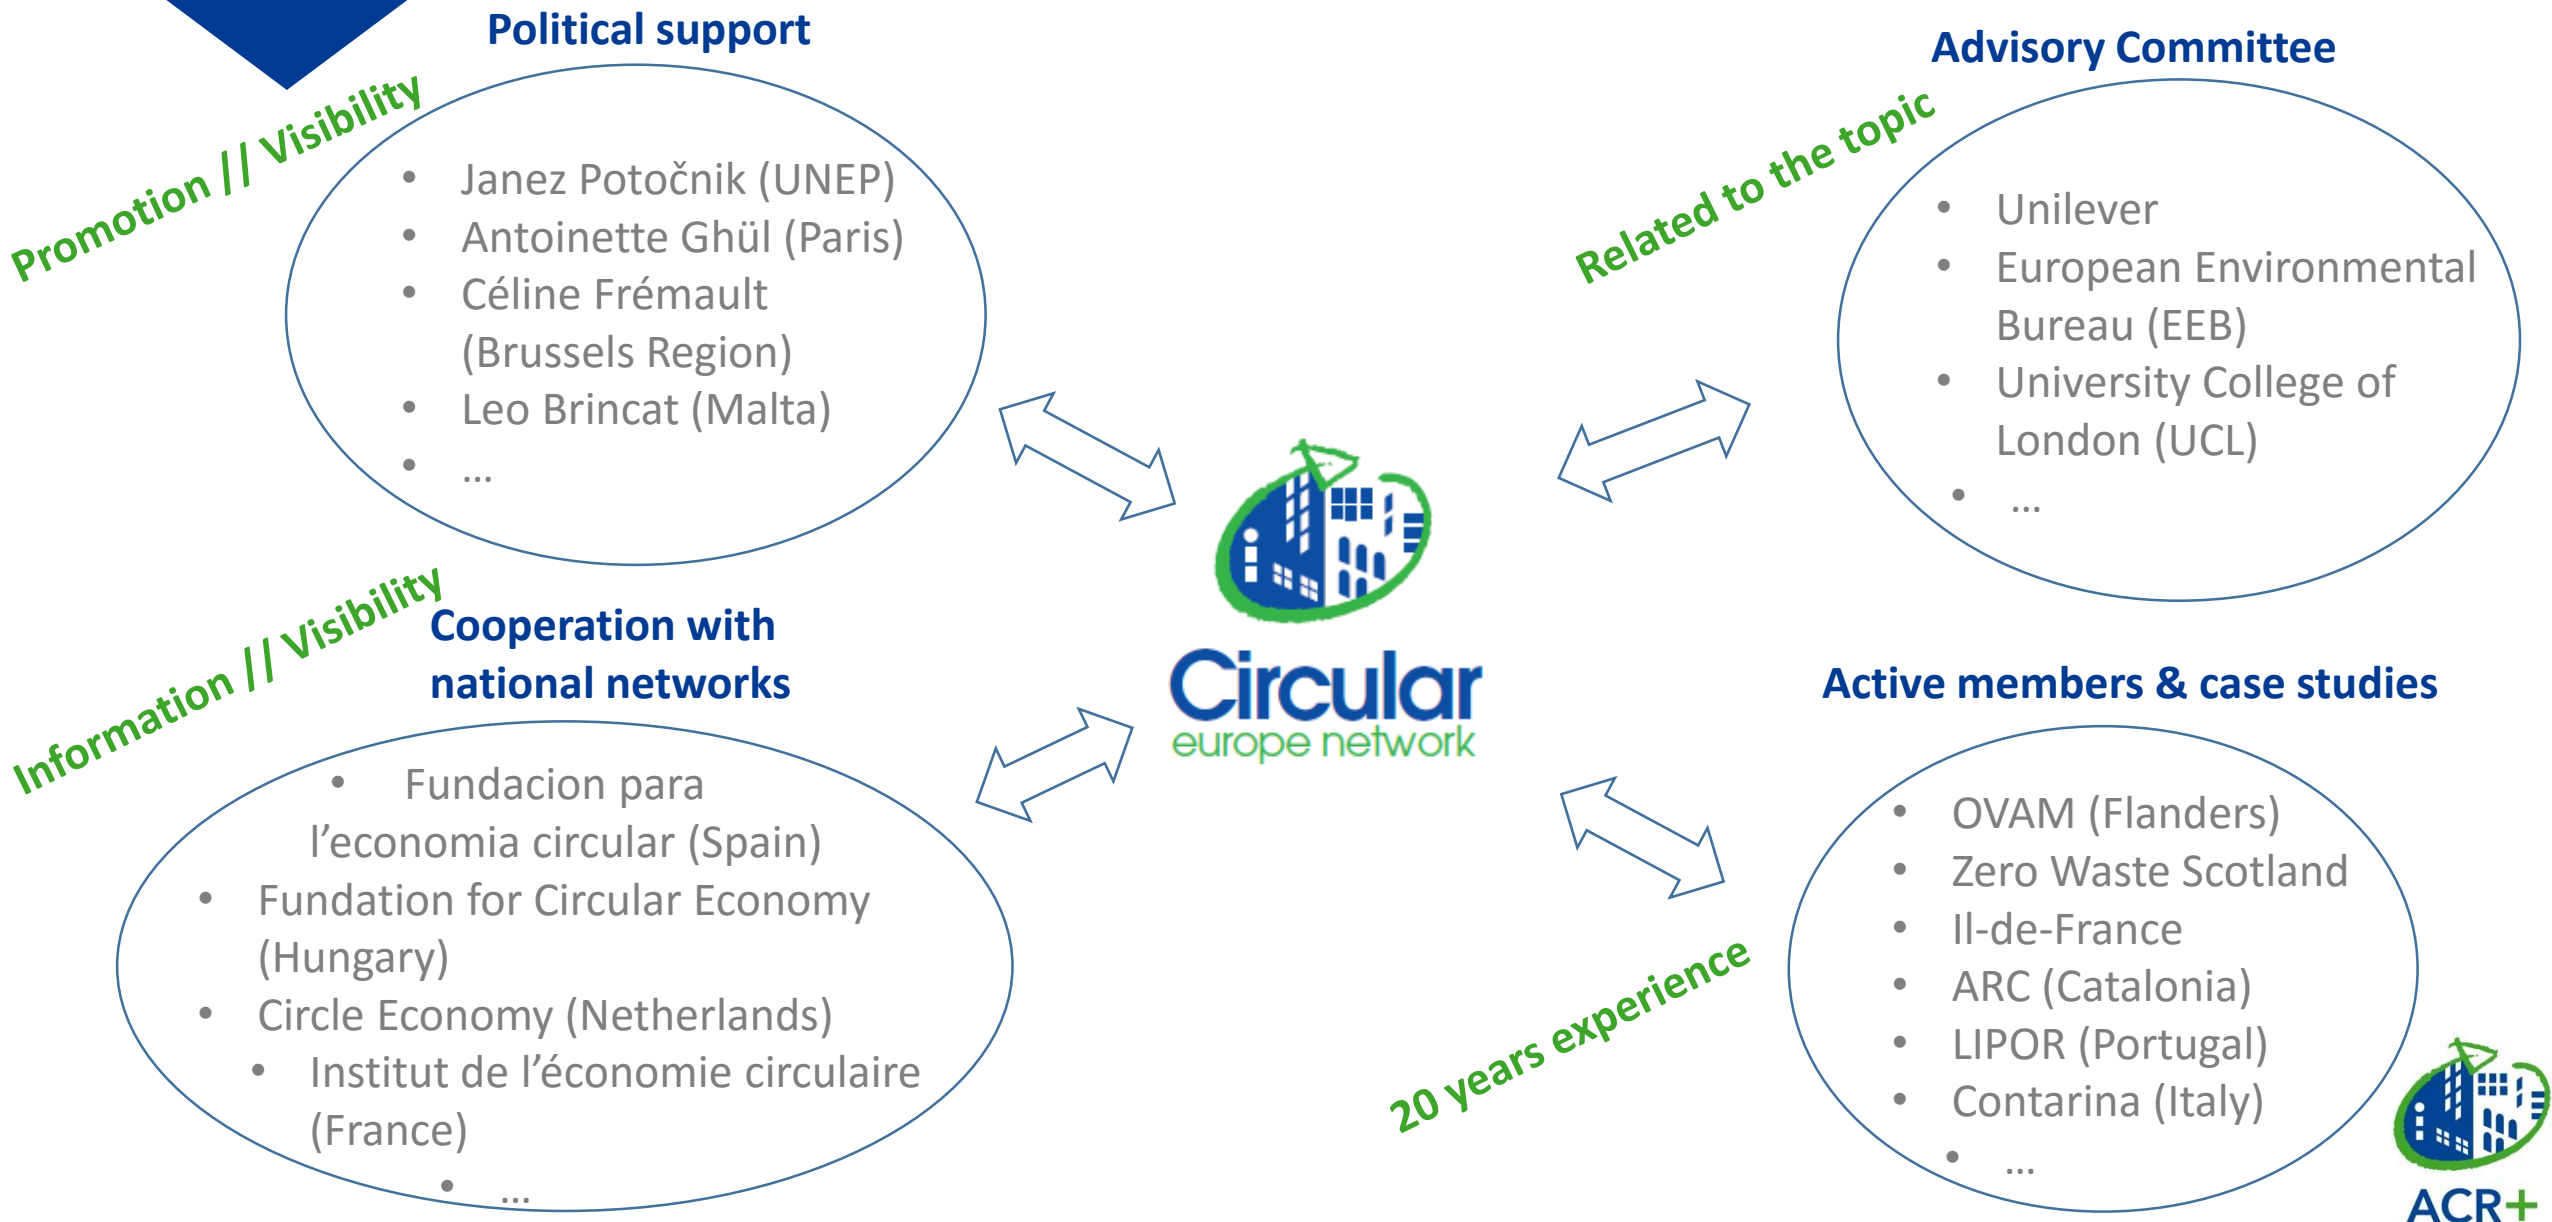 Political support
Promotion // Visibility
• Janez Potočnik (UNEP)
• Antoinette Ghül (Paris)
• Céline Frémault
(Brussels Region)
• Leo Brincat (Malta)
• ...
Advisory Committee
Related to the topic
• Unilever
• European Environmental
Bureau (EEB)
• University College of
London (UCL)
• ...
Circular
europe network
Information // Visibility
Cooperation with
national networks
• Fundacion para
l’economia circular (Spain)
• Fundation for Circular Economy
(Hungary)
• Circle Economy (Netherlands)
• Institut de l’économie circulaire
(France)
• ...
Active members & case studies
20 years experience
• OVAM (Flanders)
• Zero Waste Scotland
• Il-de-France
• ARC (Catalonia)
• LIPOR (Portugal)
• Contarina (Italy)
• ...
ACR+